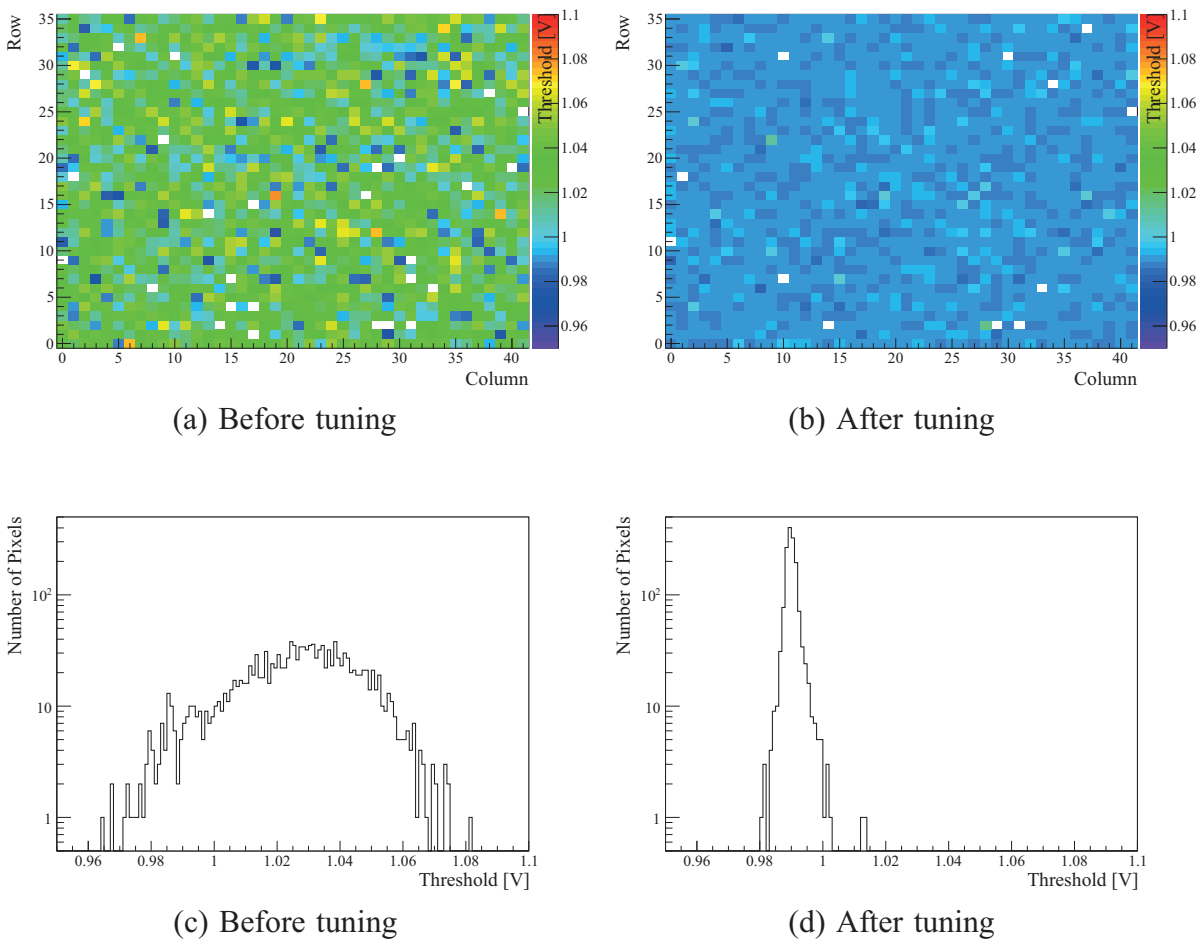 Row
35
30
25
20
15
10
5
0
0 5 10 15 20 25 30 35 40
Column
Threshold [V]
1.1
1.08
1.06
1.04
1.02
1
0.98
0.96
(a) Before tuning
Row
35
30
25
20
15
10
5
0
0 5 10 15 20 25 30 35 40
Column
Threshold [V]
1.1
1.08
1.06
1.04
1.02
1
0.98
0.96
(b) After tuning
Number of Pixels
10²
10
1
0.96 0.98 1 1.02 1.04 1.06 1.08 1.1
Threshold [V]
(c) Before tuning
Number of Pixels
10²
10
1
0.96 0.98 1 1.02 1.04 1.06 1.08 1.1
Threshold [V]
(d) After tuning